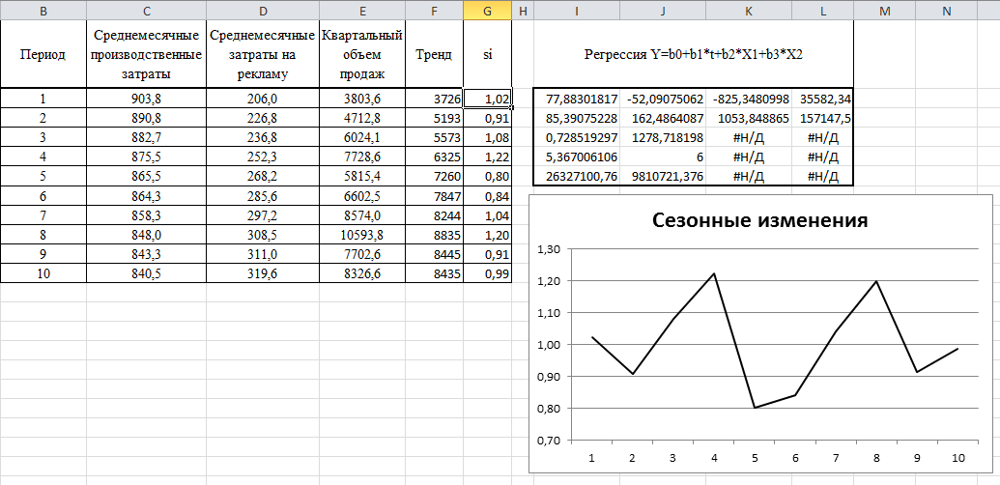 B C D E F G H I J K L M N
Период Среднемесячные производственные затраты Среднемесячные затраты на рекламу Квартальный объем продаж Тренд si Регрессия Y=b0+b1*t+b2*X1+b3*X2
1 903,8 206,0 3803,6 3726 1,02 77,88301817 -52,09075062 -825,3480998 35582,34
2 890,8 226,8 4712,8 5193 0,91 85,39075228 162,4864087 1053,848865 157147,5
3 882,7 236,8 6024,1 5573 1,08 0,728519297 1278,718198 #Н/Д #Н/Д
4 875,5 252,3 7728,6 6325 1,22 5,367006106 6 #Н/Д #Н/Д
5 865,5 268,2 5815,4 7260 0,80 26327100,76 9810721,376 #Н/Д #Н/Д
6 864,3 285,6 6602,5 7847 0,84
7 858,3 297,2 8574,0 8244 1,04
8 848,0 308,5 10593,8 8835 1,20
9 843,3 311,0 7702,6 8445 0,91
10 840,5 319,6 8326,6 8435 0,99
Сезонные изменения
1,30
1,20
1,10
1,00
0,90
0,80
0,70
1 2 3 4 5 6 7 8 9 10